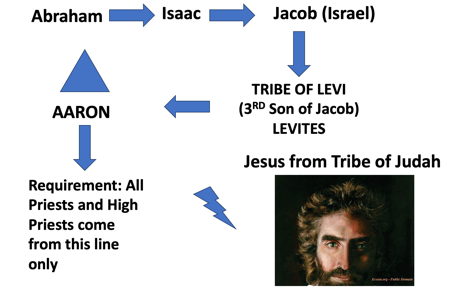 Abraham
Isaac
Jacob (Israel)
TRIBE OF LEVI
(3RD Son of Jacob)
LEVITES
AARON
Requirement: All
Priests and High
Priests come
from this line
only
Jesus from Tribe of Judah